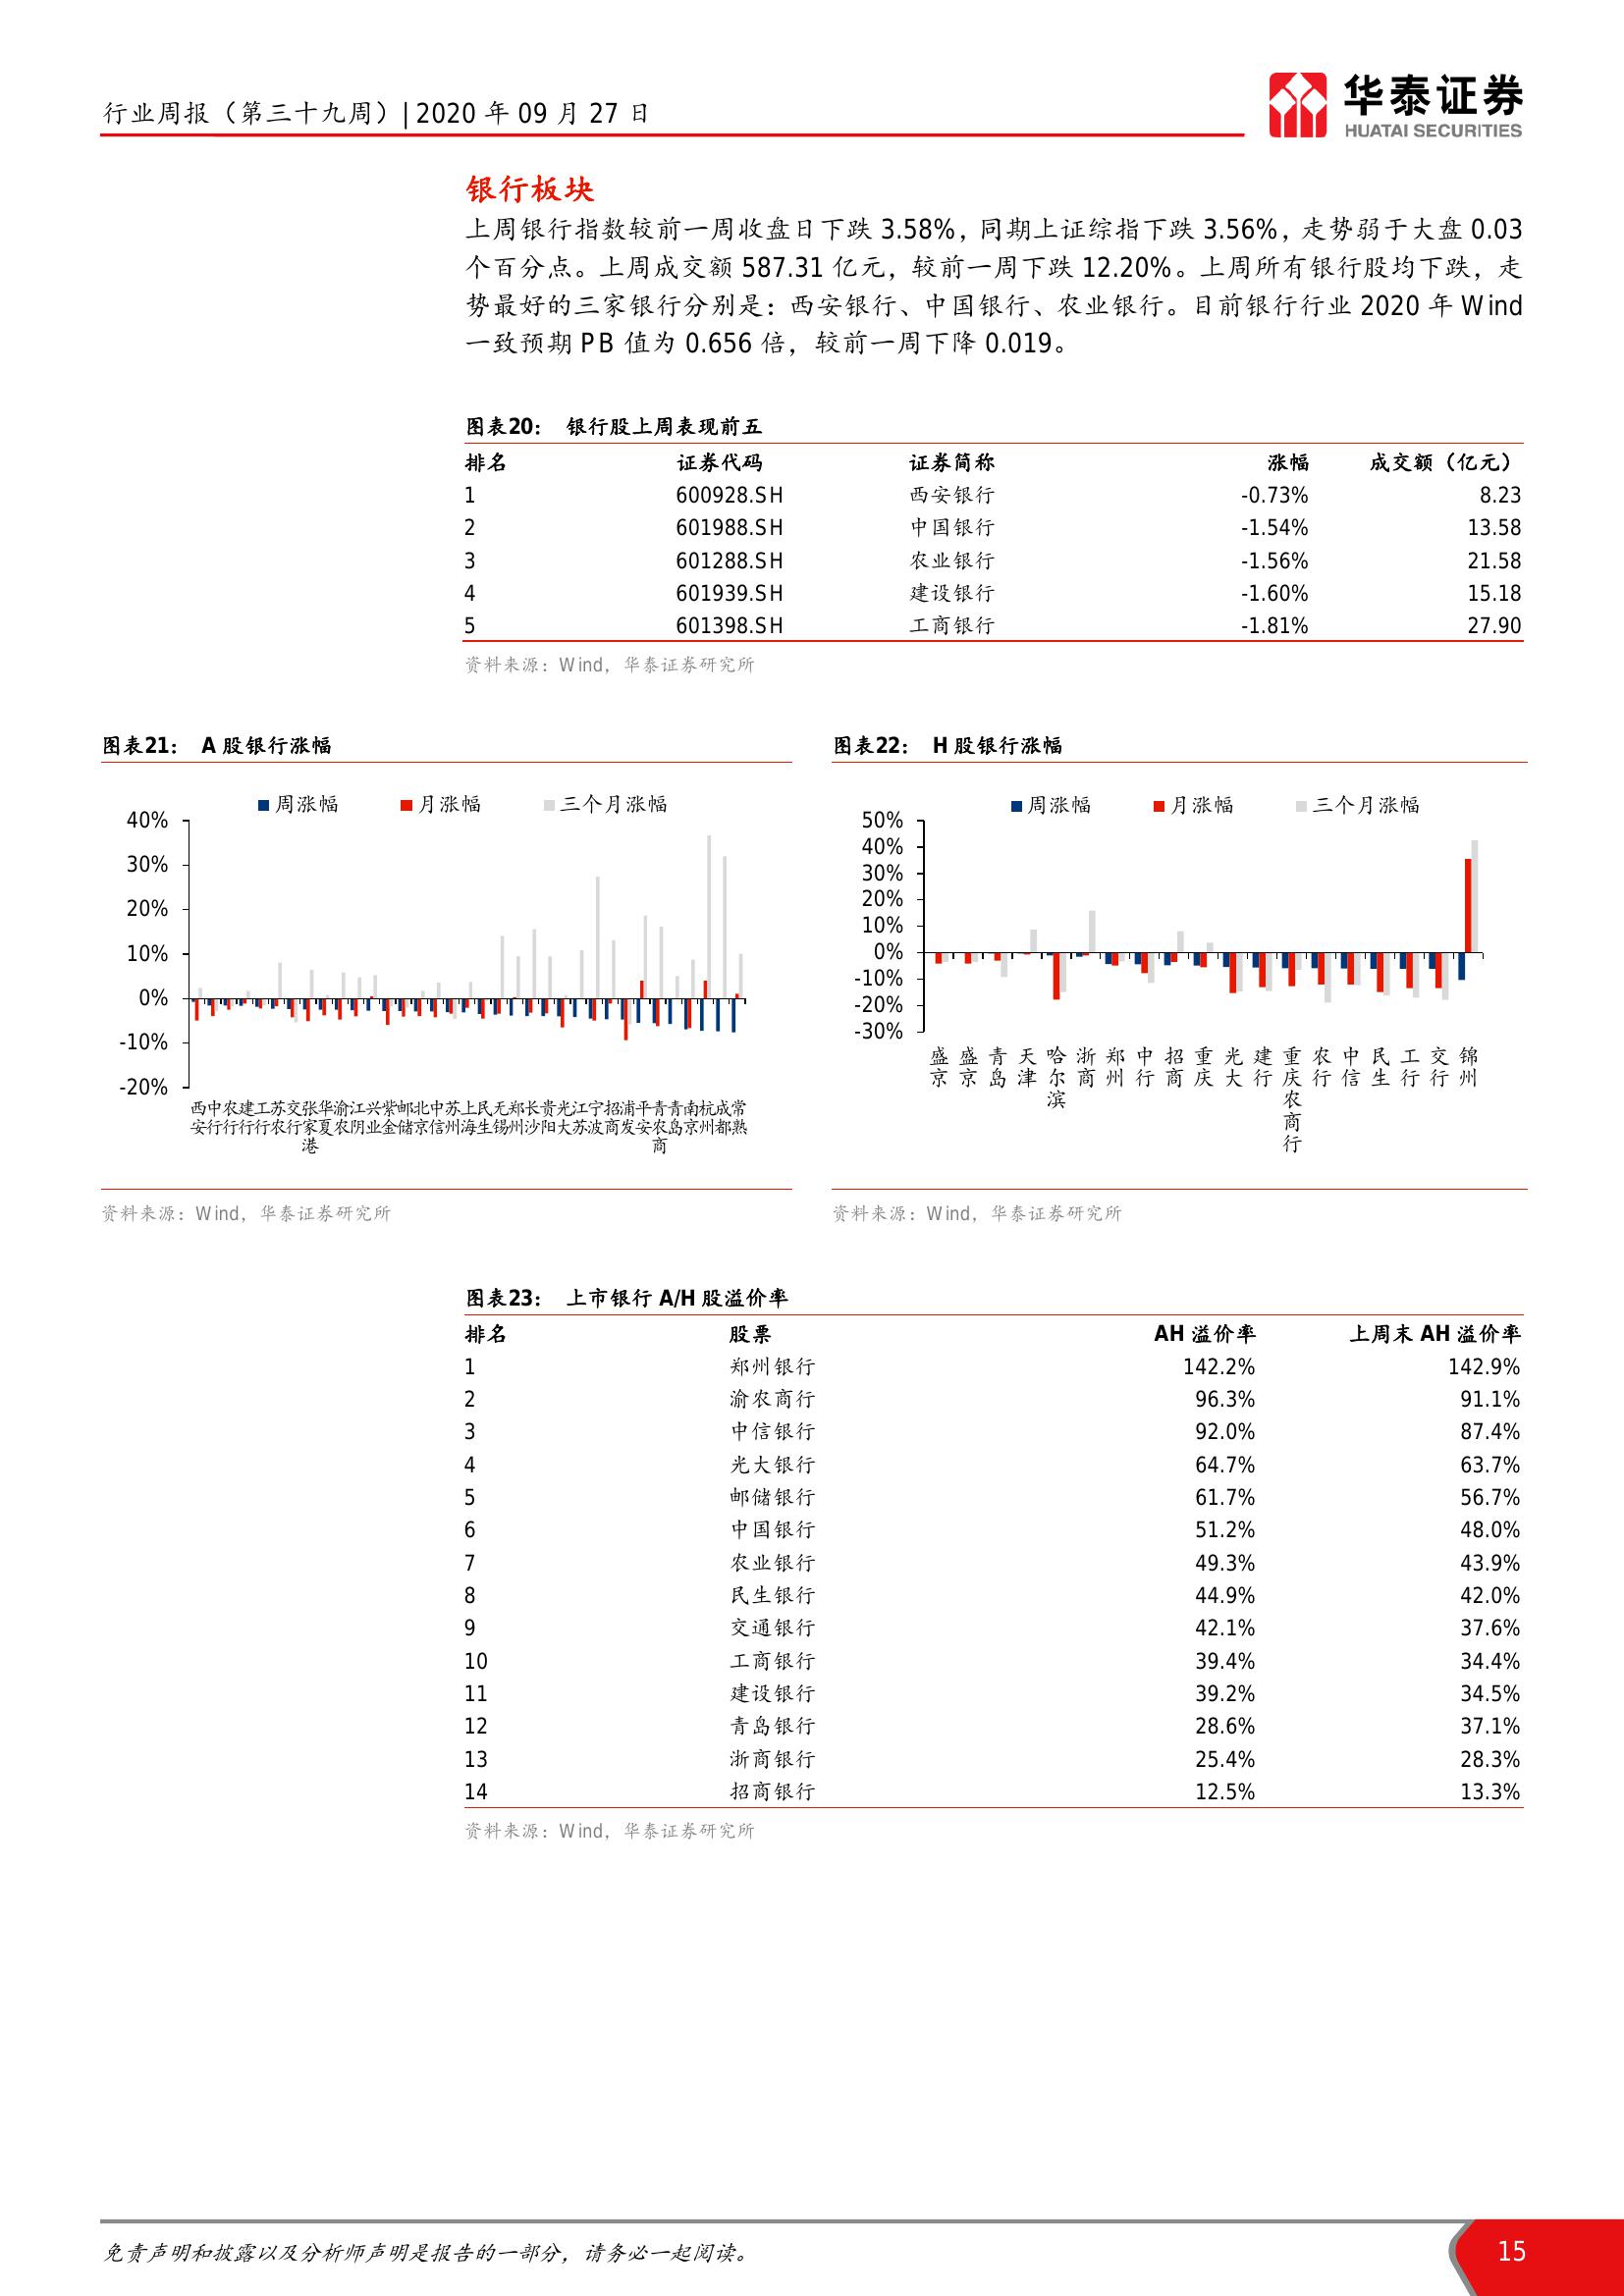 行业周报（第三十九周）| 2020 年 09 月 27 日
华泰证券
HUATAI SECURITIES
银行板块
上周银行指数较前一周收盘日下跌 3.58%，同期上证综指下跌 3.56%，走势弱于大盘 0.03
个百分点。上周成交额 587.31 亿元，较前一周下跌 12.20%。上周所有银行股均下跌，走
势最好的三家银行分别是：西安银行、中国银行、农业银行。目前银行行业 2020 年 Wind
一致预期 PB 值为 0.656 倍，较前一周下降 0.019。
图表20： 银行股上周表现前五
排名 证券代码 证券简称 涨幅 成交额（亿元）
1 600928.SH 西安银行 -0.73% 8.23
2 601988.SH 中国银行 -1.54% 13.58
3 601288.SH 农业银行 -1.56% 21.58
4 601939.SH 建设银行 -1.60% 15.18
5 601398.SH 工商银行 -1.81% 27.90
资料来源：Wind，华泰证券研究所
图表21： A 股银行涨幅
周涨幅 月涨幅 三个月涨幅
40%
30%
20%
10%
0%
-10%
-20%
西中农建工苏交张华渝江兴紫邮北中苏上民无郑长贵光江宁招浦平青青南杭成常
安行行行行农行家夏农阴业金储京信州海生锡州沙阳大苏波商发安农岛京州都熟
港 商
资料来源：Wind，华泰证券研究所
图表22： H 股银行涨幅
周涨幅 月涨幅 三个月涨幅
50%
40%
30%
20%
10%
0%
-10%
-20%
-30%
盛京 盛京 青岛 天津 哈尔滨 浙商 郑州 中行 招商 重庆 光大 建行 重庆农商行 农行 中信 民生 工行 交行 锦州
资料来源：Wind，华泰证券研究所
图表23： 上市银行 A/H 股溢价率
排名 股票 AH 溢价率 上周末 AH 溢价率
1 郑州银行 142.2% 142.9%
2 渝农商行 96.3% 91.1%
3 中信银行 92.0% 87.4%
4 光大银行 64.7% 63.7%
5 邮储银行 61.7% 56.7%
6 中国银行 51.2% 48.0%
7 农业银行 49.3% 43.9%
8 民生银行 44.9% 42.0%
9 交通银行 42.1% 37.6%
10 工商银行 39.4% 34.4%
11 建设银行 39.2% 34.5%
12 青岛银行 28.6% 37.1%
13 浙商银行 25.4% 28.3%
14 招商银行 12.5% 13.3%
资料来源：Wind，华泰证券研究所
免责声明和披露以及分析师声明是报告的一部分，请务必一起阅读。
15